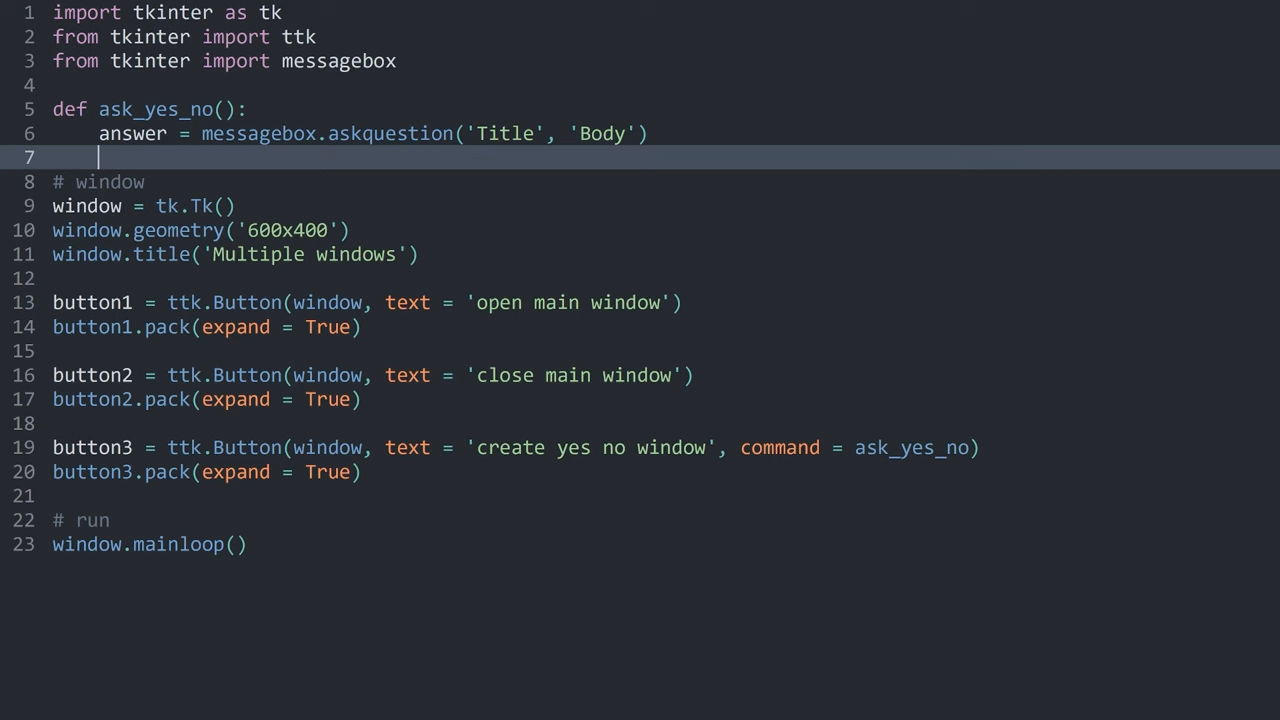 1 import tkinter as tk
2 from tkinter import ttk
3 from tkinter import messagebox
4
5 def ask_yes_no():
6     answer = messagebox.askquestion('Title', 'Body')
7
8 # window
9 window = tk.Tk()
10 window.geometry('600x400')
11 window.title('Multiple windows')
12
13 button1 = ttk.Button(window, text = 'open main window')
14 button1.pack(expand = True)
15
16 button2 = ttk.Button(window, text = 'close main window')
17 button2.pack(expand = True)
18
19 button3 = ttk.Button(window, text = 'create yes no window', command = ask_yes_no)
20 button3.pack(expand = True)
21
22 # run
23 window.mainloop()